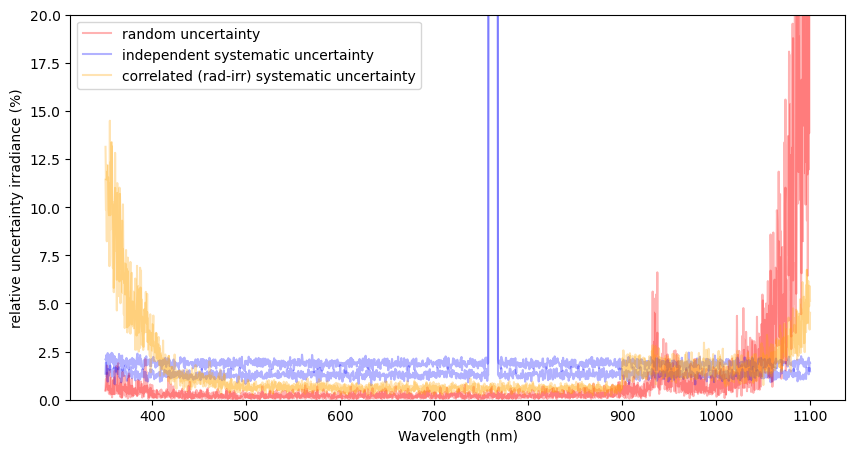 random uncertainty
independent systematic uncertainty
correlated (rad-irr) systematic uncertainty
relative uncertainty irradiance (%)
20.0
17.5
15.0
12.5
10.0
7.5
5.0
2.5
0.0
400 500 600 700 800 900 1000 1100
Wavelength (nm)